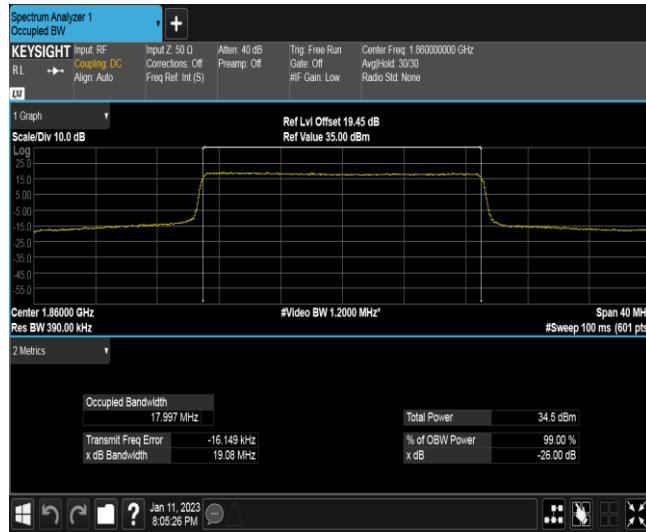 Spectrum Analyzer 1
Occupied BW
KEYSIGHT
RL
LXI
Input: RF
Coupling: DC
Align: Auto
Input Z: 50 Ω
Corrections: Off
Freq Ref: Int (S)
Atten: 40 dB
Preamp: Off
Trig: Free Run
Gate: Off
#IF Gain: Low
Center Freq: 1.860000000 GHz
Avg|Hold: 30/30
Radio Std: None
1 Graph
Scale/Div 10.0 dB
Ref Lvl Offset 19.45 dB
Ref Value 35.00 dBm
Log
25.0
15.0
5.00
-5.00
-15.0
-25.0
-35.0
-45.0
-55.0
Center 1.86000 GHz
#Video BW 1.2000 MHz*
Span 40 MH
Res BW 390.00 kHz
#Sweep 100 ms (601 pts
2 Metrics
Occupied Bandwidth
17.997 MHz
Total Power 34.5 dBm
Transmit Freq Error -16.149 kHz
% of OBW Power 99.00 %
x dB Bandwidth 19.08 MHz
x dB -26.00 dB
?
Jan 11, 2023
8:05:26 PM